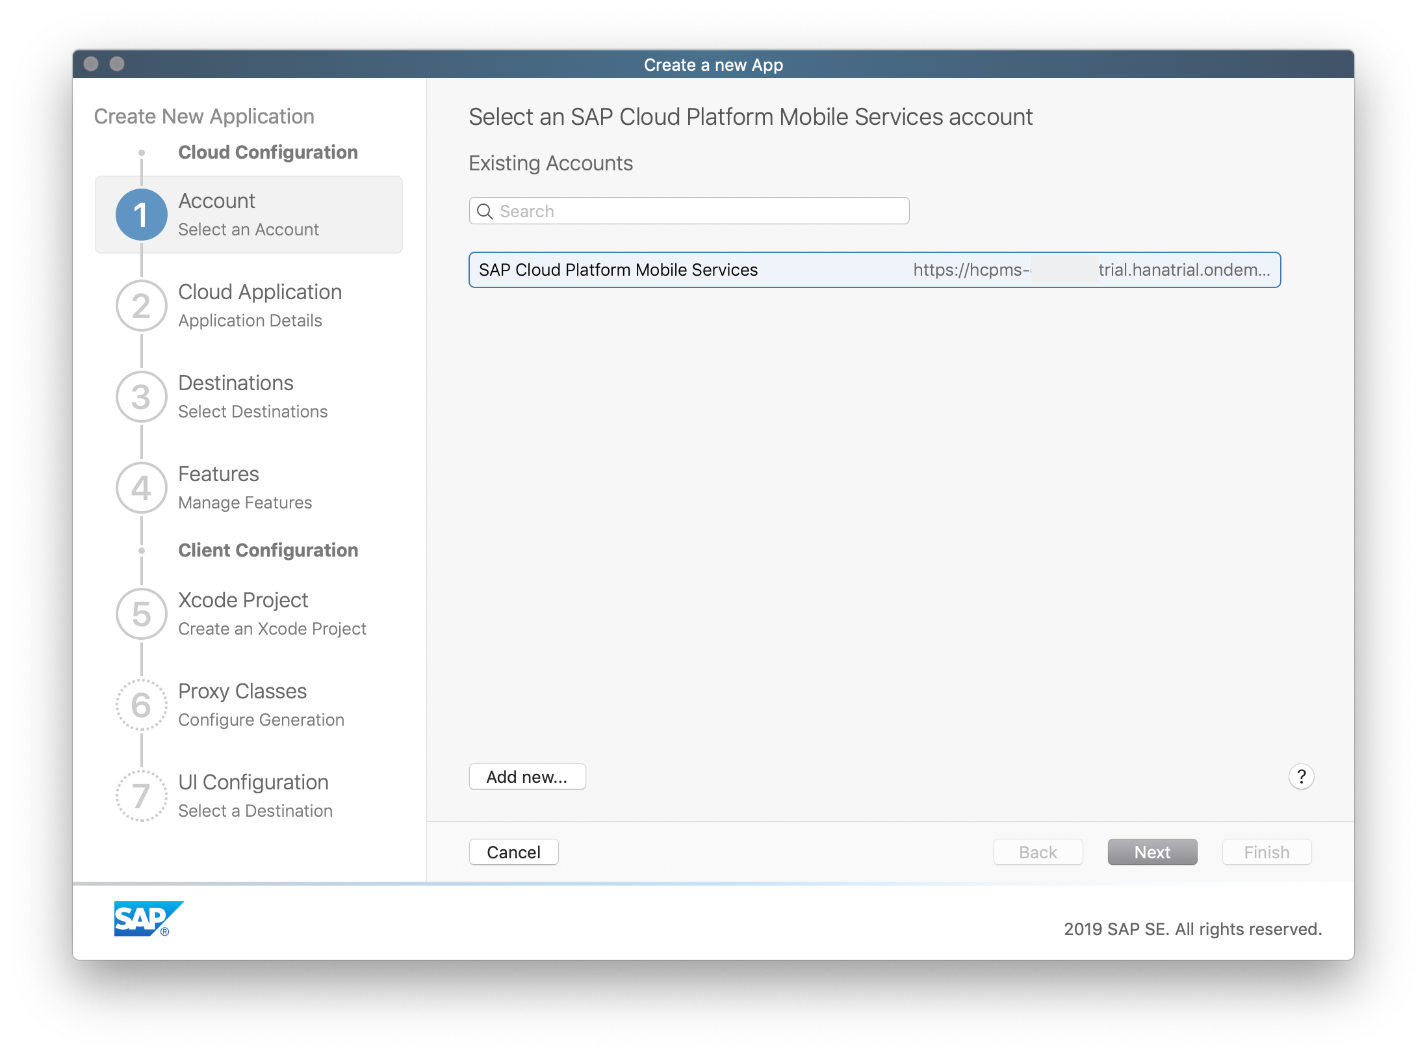 Create a new App
Create New Application
Cloud Configuration
1
Account
Select an Account
2
Cloud Application
Application Details
3
Destinations
Select Destinations
4
Features
Manage Features
Client Configuration
5
Xcode Project
Create an Xcode Project
6
Proxy Classes
Configure Generation
7
UI Configuration
Select a Destination
Select an SAP Cloud Platform Mobile Services account
Existing Accounts
Search
SAP Cloud Platform Mobile Services https://hcpms- trial.hanatrial.ondem...
Add new... ?
Cancel Back Next Finish
SAP®
2019 SAP SE. All rights reserved.